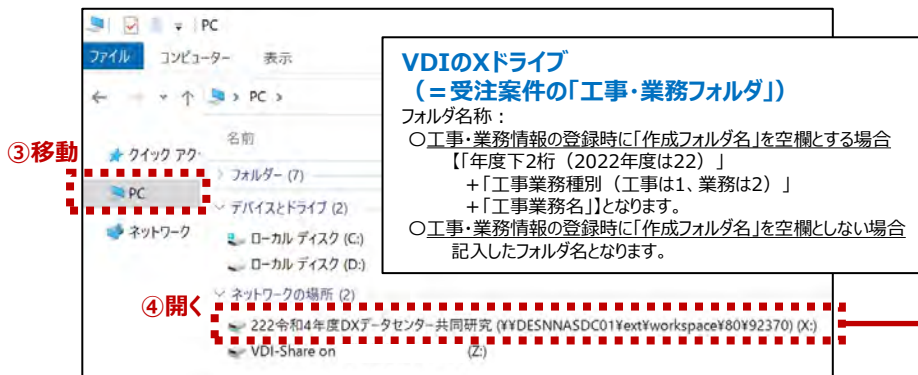 PC
ファイル コンピューター 表示
PC
③移動
クイック アク
PC
ネットワーク
名前
フォルダー (7)
デバイスとドライブ (2)
ローカル ディスク (C:)
ローカル ディスク (D:)
ネットワークの場所 (2)
④開く
222令和4年度DXデータセンター共同研究 (¥¥DESNNASDC01¥ext¥workspace¥80¥92370) (X:)
VDI-Share on (Z:)
VDIのXドライブ
（＝受注案件の「工事・業務フォルダ」）
フォルダ名称：
〇工事・業務情報の登録時に「作成フォルダ名」を空欄とする場合
【「年度下2桁（2022年度は22）」
＋「工事業務種別（工事は1、業務は2）」
＋「工事業務名」】となります。
〇工事・業務情報の登録時に「作成フォルダ名」を空欄としない場合
記入したフォルダ名となります。